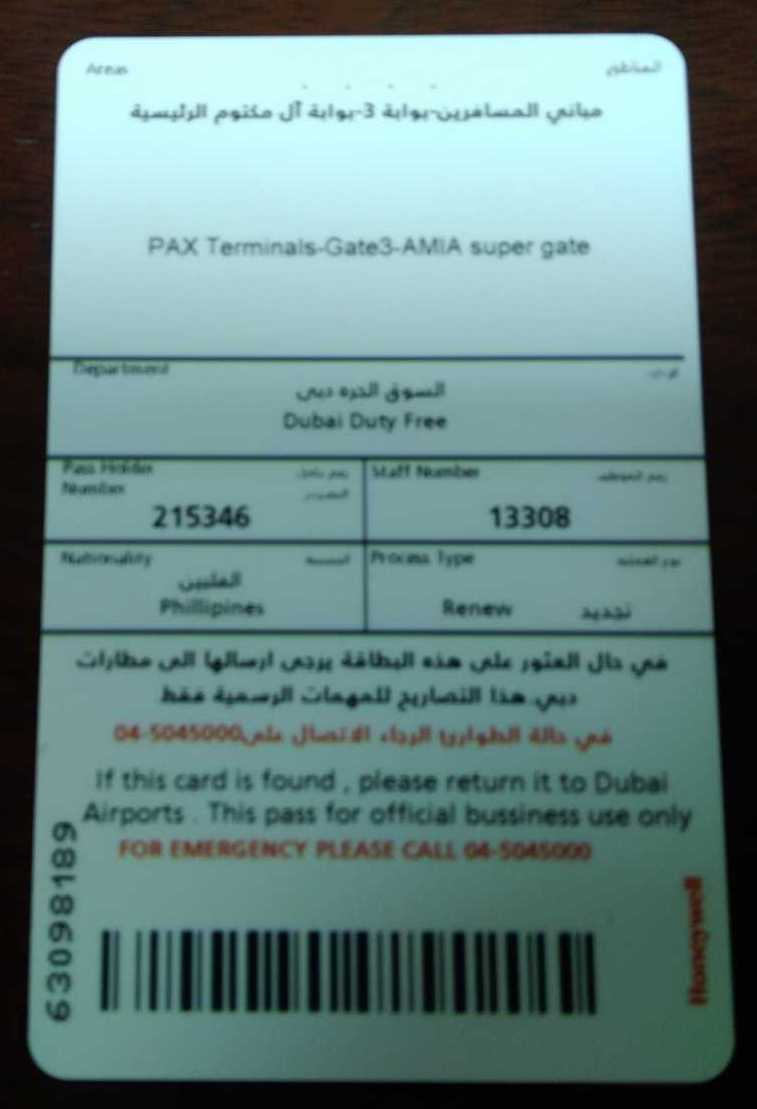 Areas المناطق
مباني المسافرين-بوابة 3-بوابة آل مكتوم الرئيسية
PAX Terminals-Gate3-AMIA super gate
Department
السوق الحره دبي
Dubai Duty Free
Pass Holder Number
215346
Staff Number رقم الموظف
13308
Nationality الجنسية
الفلبين
Phillipines
Process Type نوع العملية
Renew تجديد
في حال العثور على هذه البطاقة يرجى ارسالها الى مطارات
دبي.هذا التصاريح للمهمات الرسمية فقط
في حالة الطوارئ الرجاء الاتصال على04-5045000
If this card is found , please return it to Dubai
Airports . This pass for official bussiness use only
FOR EMERGENCY PLEASE CALL 04-5045000
63098189
Honeywell